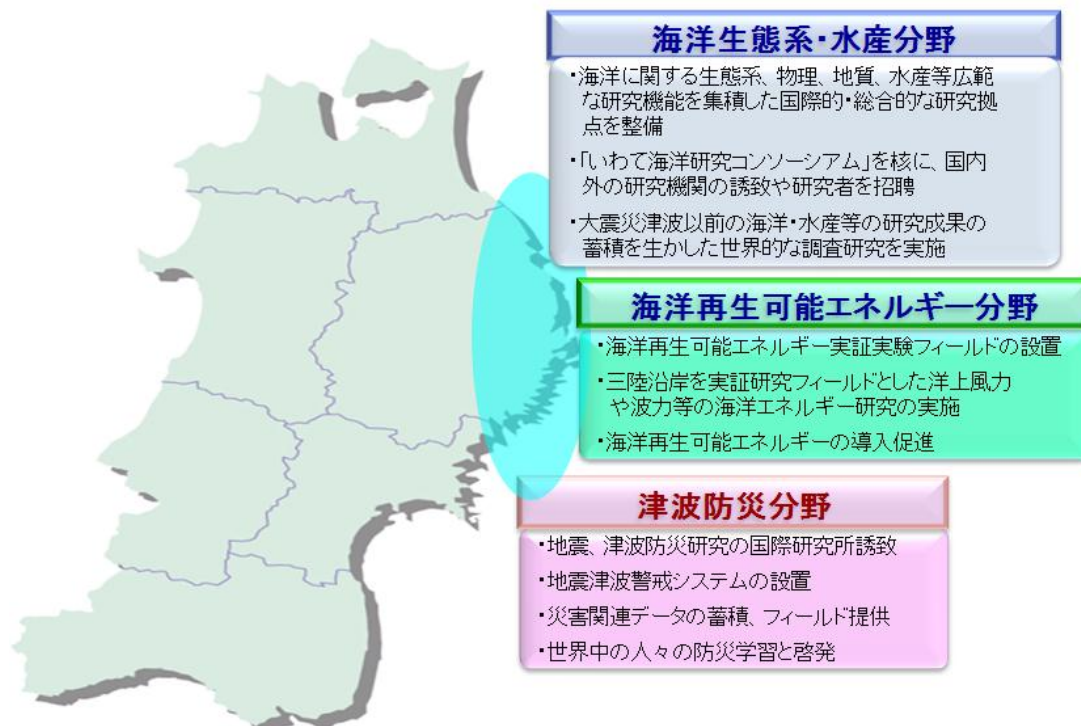 海洋生態系・水産分野
・海洋に関する生態系、物理、地質、水産等広範
な研究機能を集積した国際的・総合的な研究拠
点を整備
・「いわて海洋研究コンソーシアム」を核に、国内
外の研究機関の誘致や研究者を招聘
・大震災津波以前の海洋・水産等の研究成果の
蓄積を生かした世界的な調査研究を実施
海洋再生可能エネルギー分野
・海洋再生可能エネルギー実証実験フィールドの設置
・三陸沿岸を実証研究フィールドとした洋上風力
や波力等の海洋エネルギー研究の実施
・海洋再生可能エネルギーの導入促進
津波防災分野
・地震、津波防災研究の国際研究所誘致
・地震津波警戒システムの設置
・災害関連データの蓄積、フィールド提供
・世界中の人々の防災学習と啓発